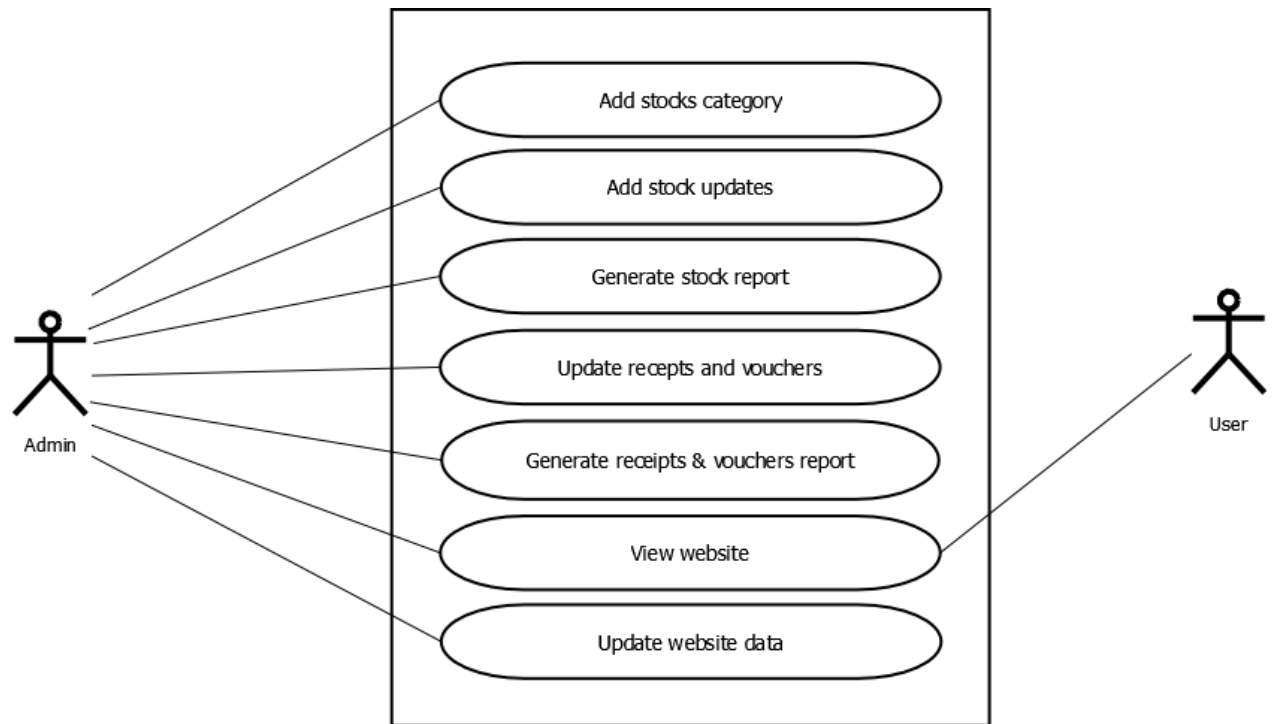 Add stocks category
Add stock updates
Generate stock report
Update recepts and vouchers
Admin
User
Generate receipts & vouchers report
View website
Update website data